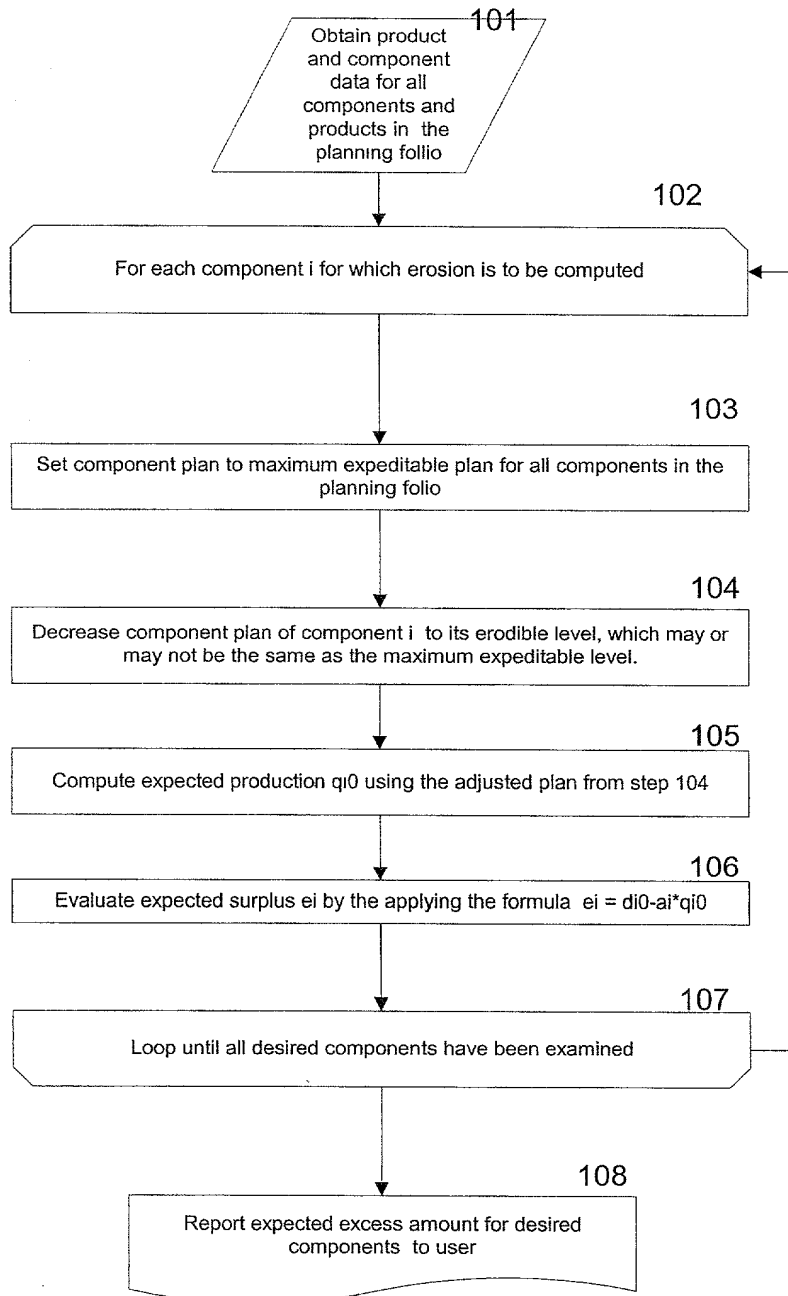 101
Obtain product
and component
data for all
components and
products in the
planning follio
102
For each component i for which erosion is to be computed
103
Set component plan to maximum expeditable plan for all components in the
planning folio
104
Decrease component plan of component i to its erodible level, which may or
may not be the same as the maximum expeditable level.
105
Compute expected production qi0 using the adjusted plan from step 104
106
Evaluate expected surplus ei by the applying the formula ei = di0-ai*qi0
107
Loop until all desired components have been examined
108
Report expected excess amount for desired
components to user